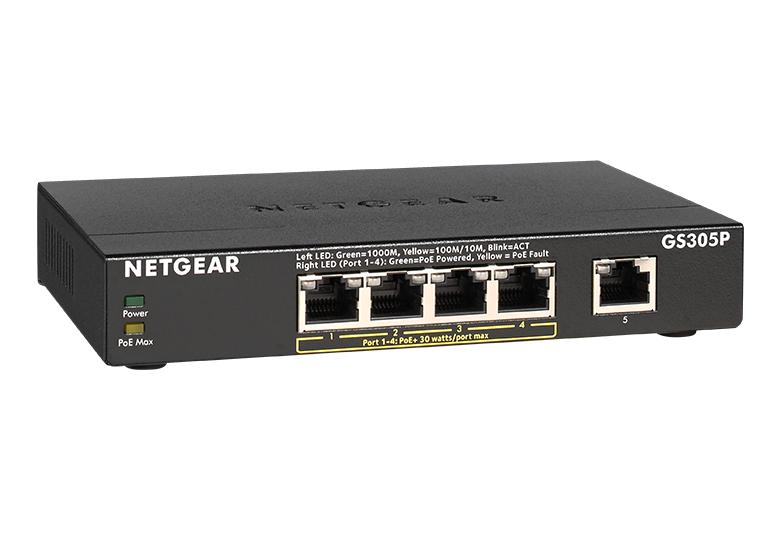 NETGEAR
NETGEAR
GS305P
Left LED: Green=1000M, Yellow=100M/10M, Blink=ACT
Right LED (Port 1-4): Green=PoE Powered, Yellow = PoE Fault
Power
PoE Max
1 2 3 4 5
Port 1-4: PoE+ 30 watts/port max